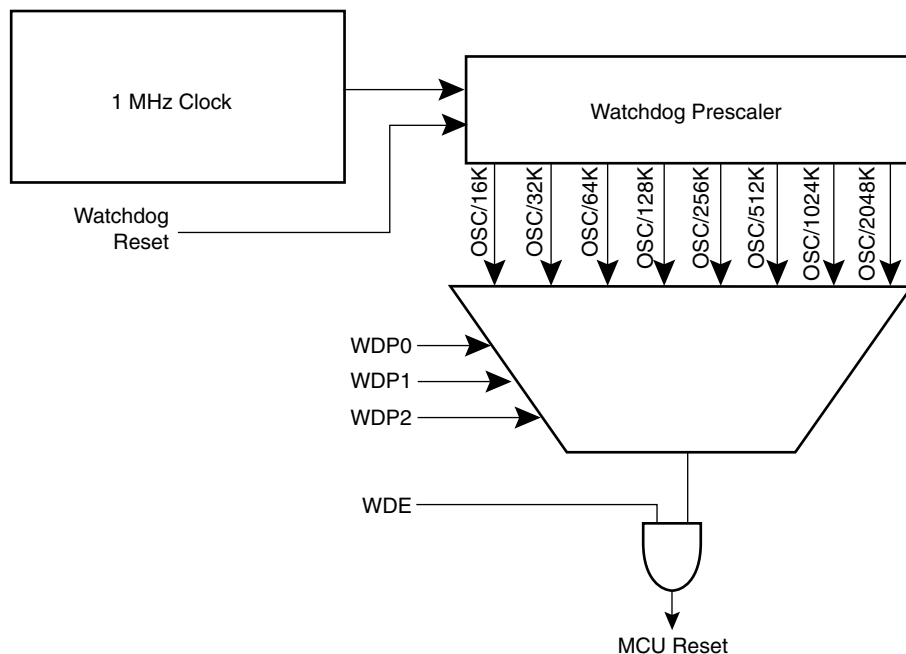 1 MHz Clock
Watchdog Prescaler
Watchdog
Reset
OSC/16K
OSC/32K
OSC/64K
OSC/128K
OSC/256K
OSC/512K
OSC/1024K
OSC/2048K
WDP0
WDP1
WDP2
WDE
MCU Reset